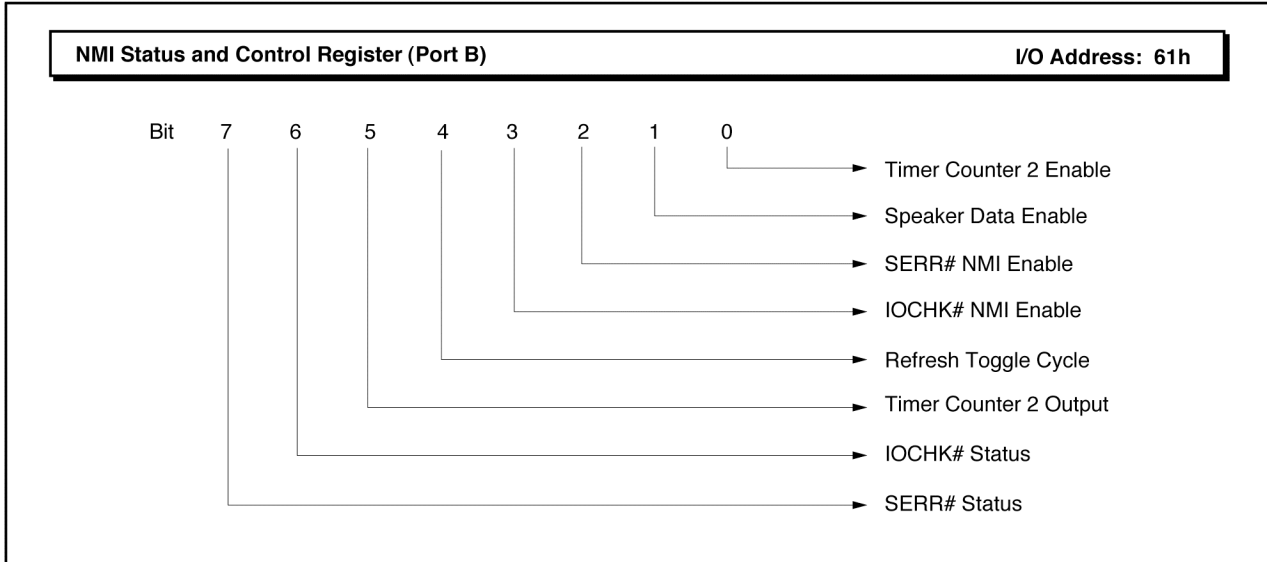 NMI Status and Control Register (Port B) I/O Address: 61h
Bit 7 6 5 4 3 2 1 0
Timer Counter 2 Enable
Speaker Data Enable
SERR# NMI Enable
IOCHK# NMI Enable
Refresh Toggle Cycle
Timer Counter 2 Output
IOCHK# Status
SERR# Status